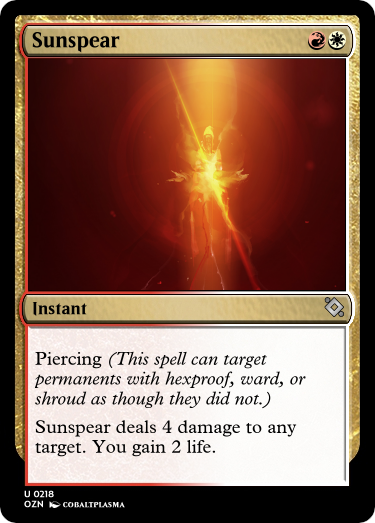 Sunspear
Instant
Piercing (This spell can target
permanents with hexproof, ward, or
shroud as though they did not.)
Sunspear deals 4 damage to any
target. You gain 2 life.
U 0218
OZN COBALTPLASMA